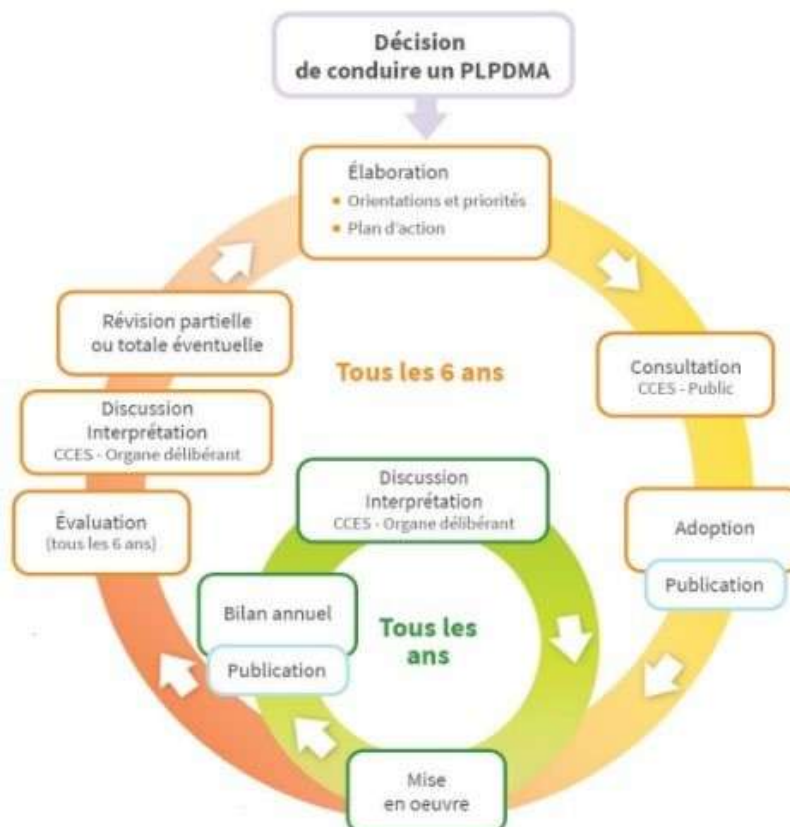 Décision
de conduire un PLPDMA
Élaboration
• Orientations et priorités
• Plan d'action
Révision partielle
ou totale éventuelle
Tous les 6 ans
Consultation
CCES - Public
Discussion
Interprétation
CCES - Organe délibérant
Discussion
Interprétation
CCES - Organe délibérant
Évaluation
(tous les 6 ans)
Adoption
Publication
Bilan annuel
Publication
Tous les
ans
Mise
en oeuvre